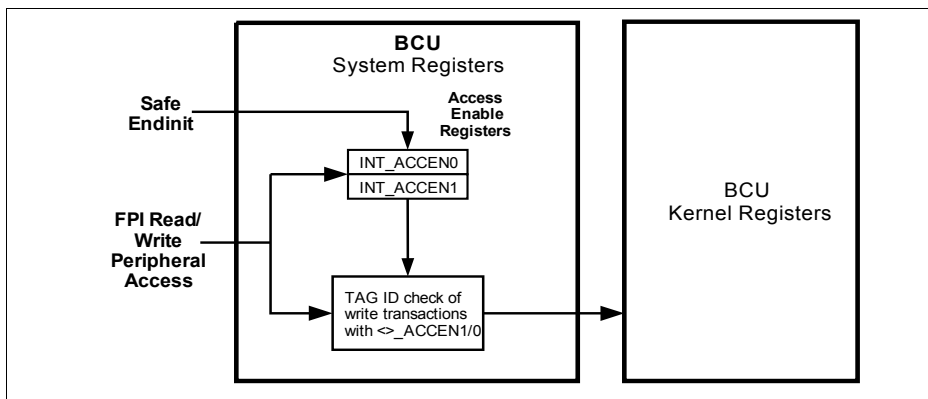 BCU
System Registers
Safe
Endinit
Access
Enable
Registers
INT_ACCEN0
INT_ACCEN1
FPI Read/
Write
Peripheral
Access
TAG ID check of
write transactions
with <>_ACCEN1/0
BCU
Kernel Registers